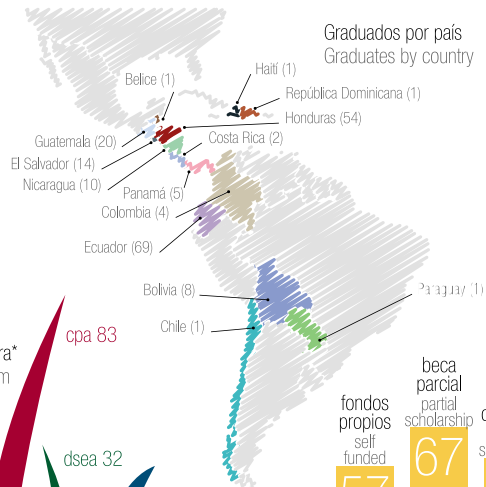 Graduados por país
Graduates by country
Belice (1)
Haití (1)
República Dominicana (1)
Honduras (54)
Guatemala (20)
Costa Rica (2)
El Salvador (14)
Nicaragua (10)
Panamá (5)
Colombia (4)
Ecuador (69)
Bolivia (8)
Paraguay (1)
Chile (1)
cpa 83
ra*
m
dsea 32
fondos
propios
self
funded
57
beca
parcial
partial
scholarship
67